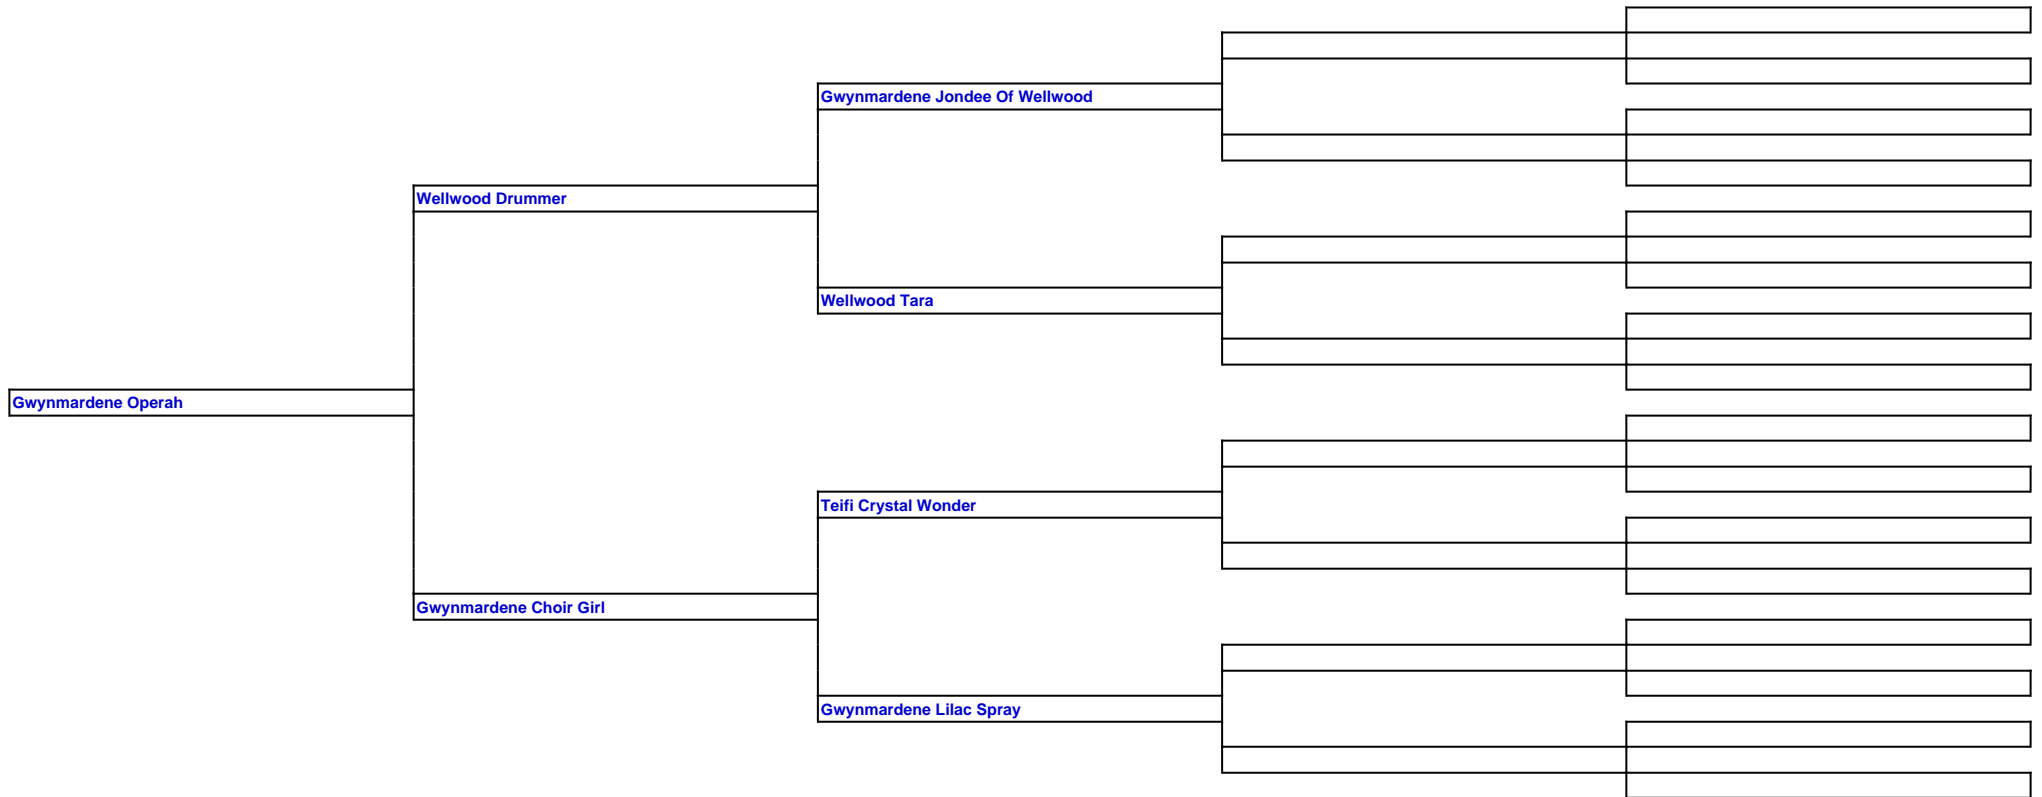 Gwynmardene Jondee Of Wellwood
Wellwood Drummer
Wellwood Tara
Gwynmardene Operah
Teifi Crystal Wonder
Gwynmardene Choir Girl
Gwynmardene Lilac Spray